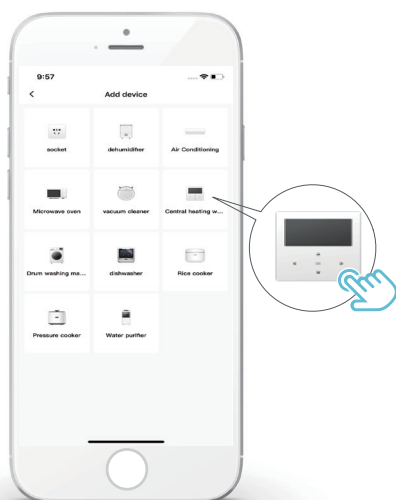 9:57
Add device
socket
dehumidifier
Air Conditioning
Microwave oven
vacuum cleaner
Central heating w...
Drum washing ma...
dishwasher
Rice cooker
Pressure cooker
Water purifier